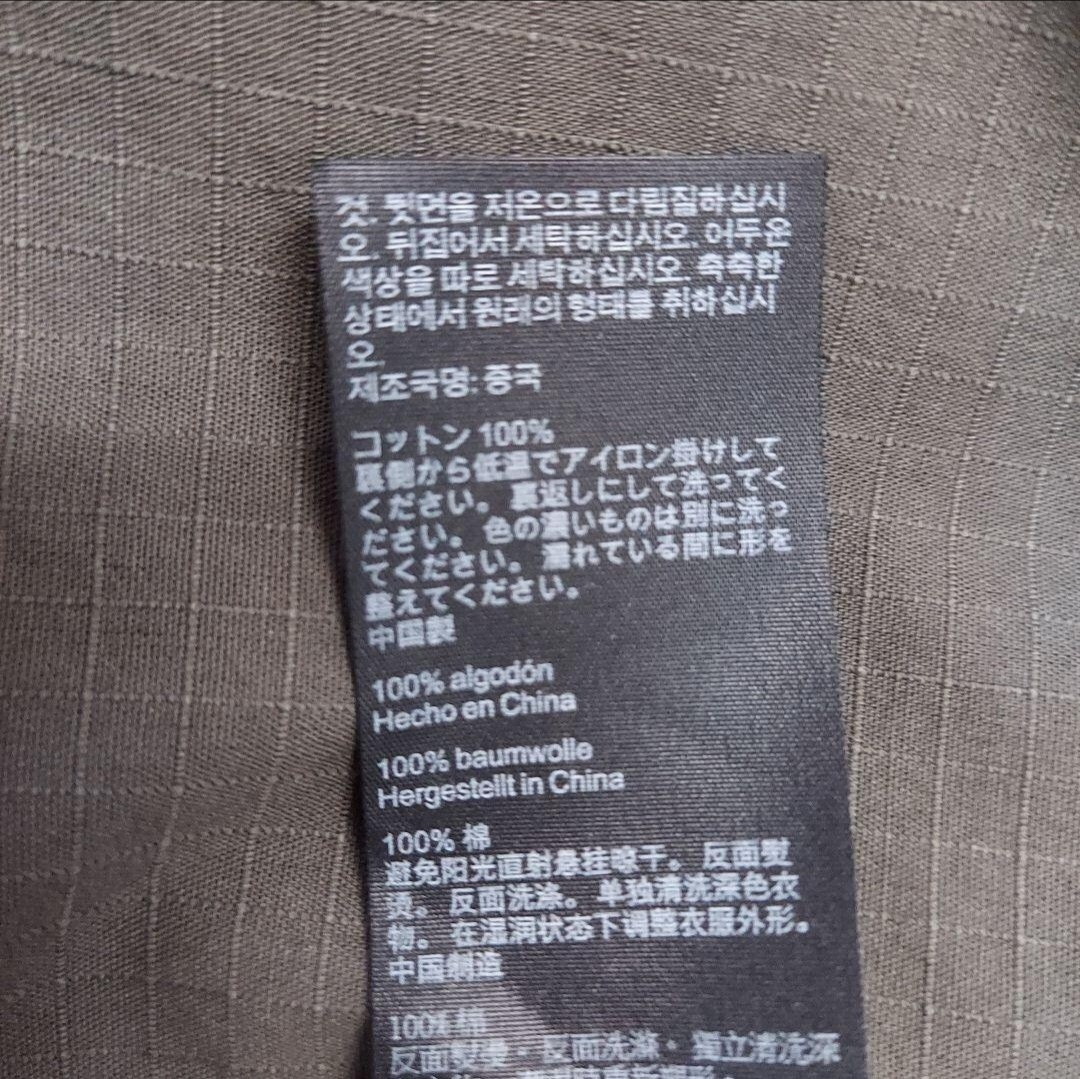 것. 뒷면을 저온으로 다림질하십시
오. 뒤집어서 세탁하십시오. 어두운
색상을 따로 세탁하십시오. 축축한
상태에서 원래의 형태를 취하십시
오.
제조국명: 중국
コットン 100%
裏側から低温でアイロン掛けして
ください。裏返しにして洗ってく
ださい。色の濃いものは別に洗っ
てください。濡れている間に形を
整えてください。
中国製
100% algodón
Hecho en China
100% baumwolle
Hergestellt in China
100% 棉
避免阳光直射悬挂晾干。反面熨
烫。反面洗涤。单独清洗深色衣
物。在湿润状态下调整衣服外形。
中国制造
100% 棉
反面熨燙。反面洗滌。獨立清洗深